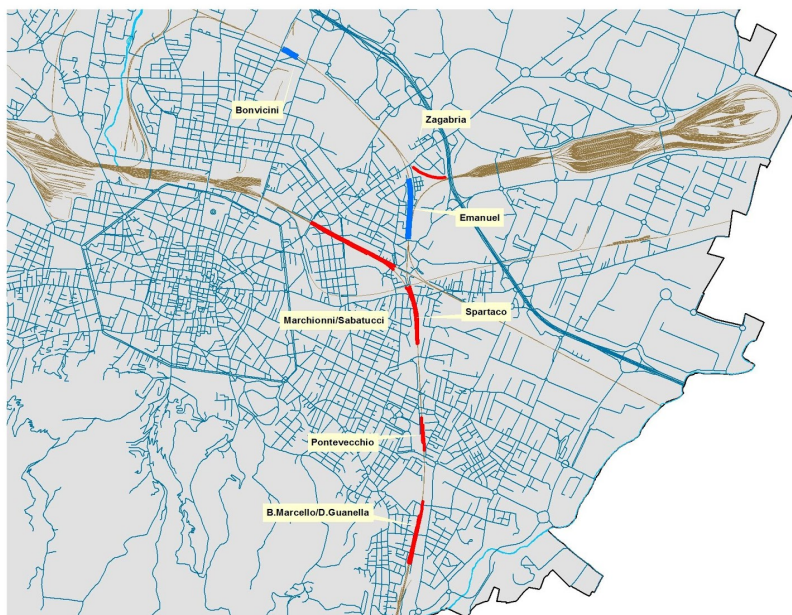 Bonvicini
Zagabria
Emanuel
Marchionni/Sabatucci
Spartaco
Pontevecchio
B.Marcello/D.Guanella